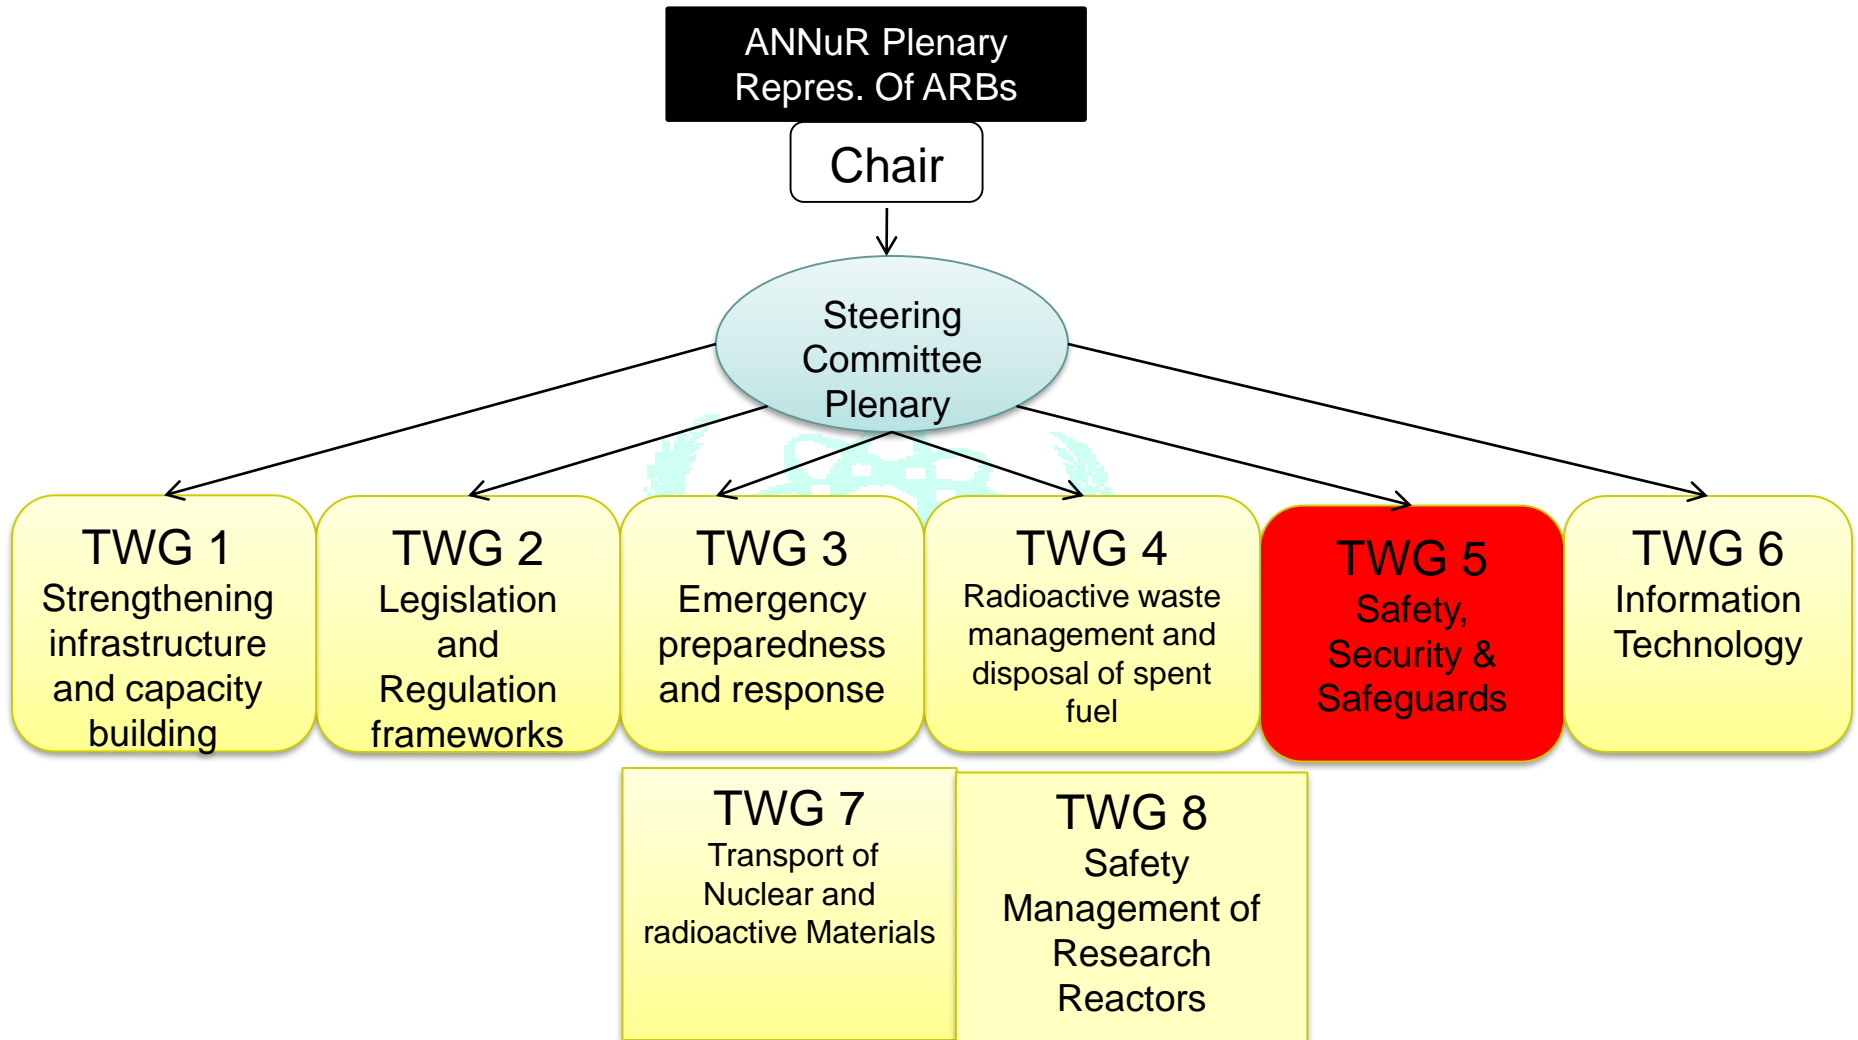 ANNuR Plenary
Repres. Of ARBs
Chair
Steering
Committee
Plenary
TWG 1
Strengthening
infrastructure
and capacity
building
TWG 2
Legislation
and
Regulation
frameworks
TWG 3
Emergency
preparedness
and response
TWG 4
Radioactive waste
management and
disposal of spent
fuel
TWG 5
Safety,
Security &
Safeguards
TWG 6
Information
Technology
TWG 7
Transport of
Nuclear and
radioactive Materials
TWG 8
Safety
Management of
Research
Reactors